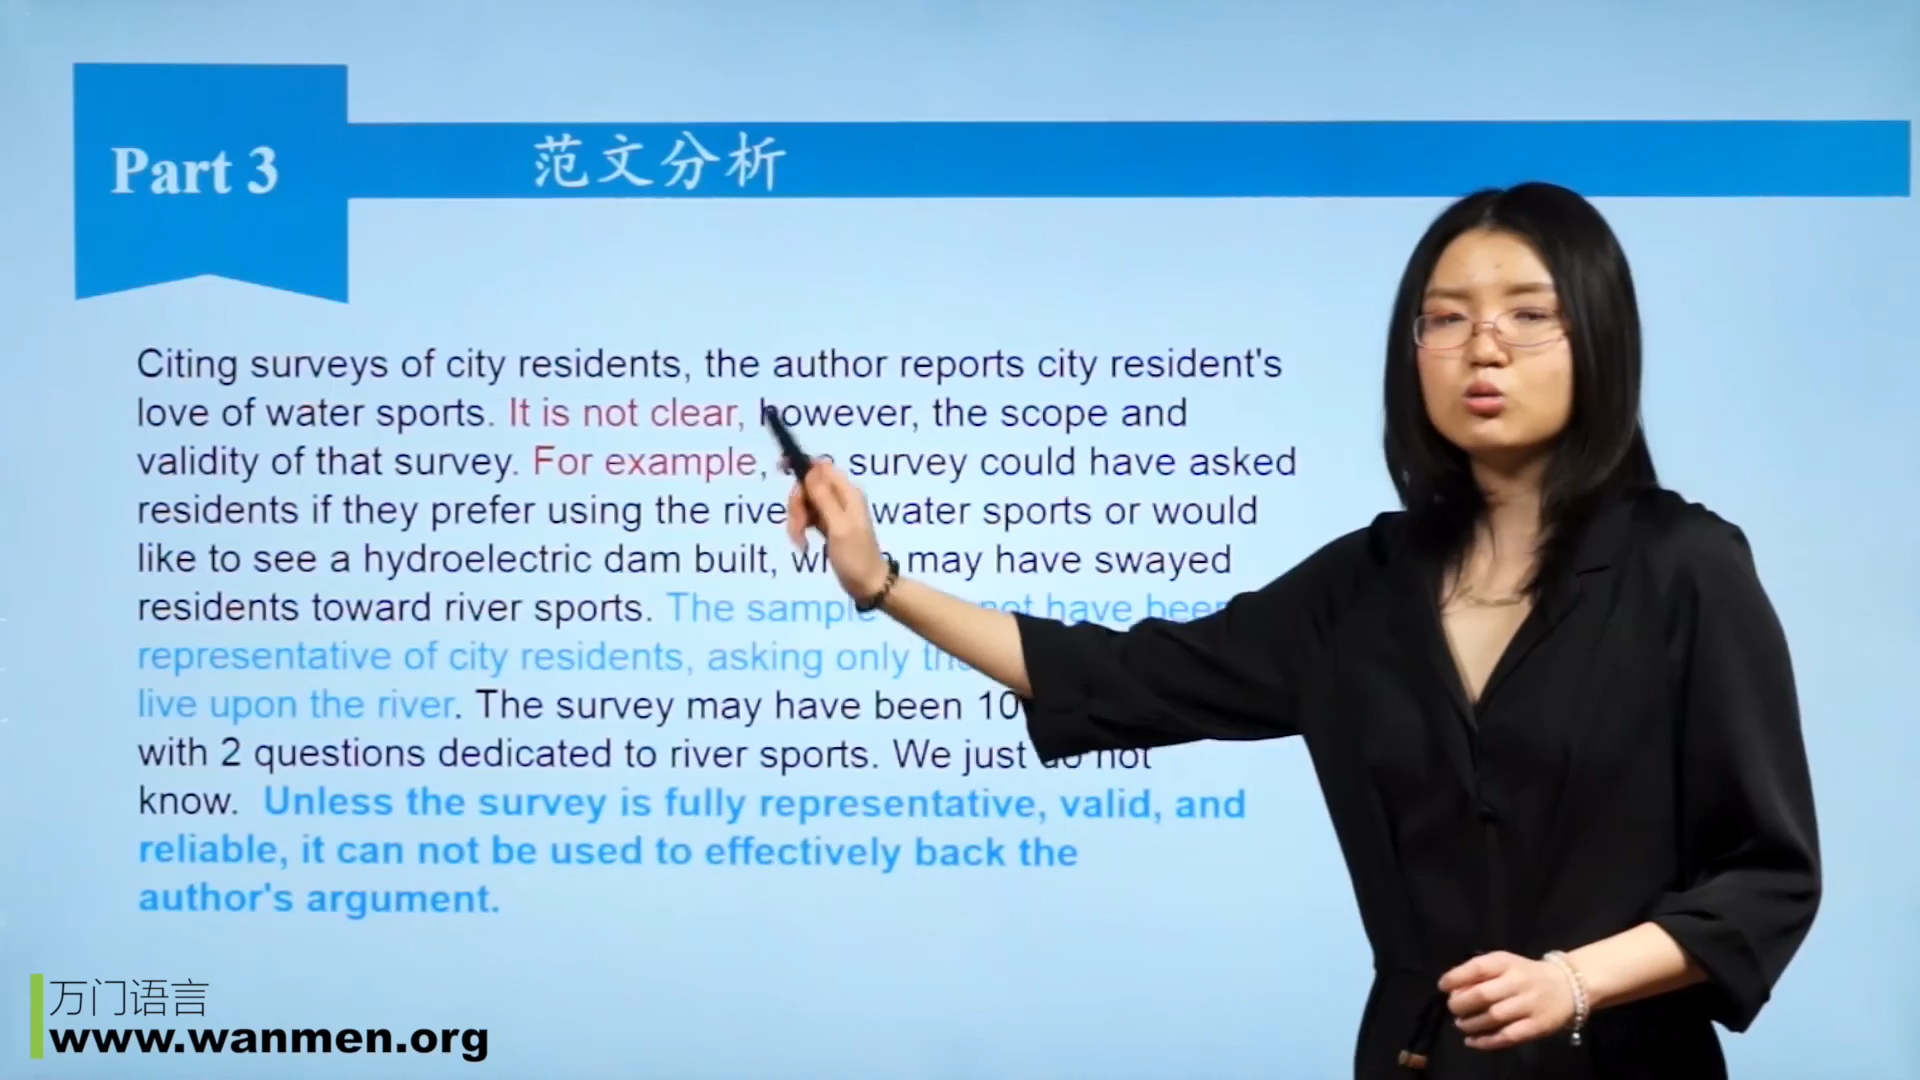 Part 3
范文分析
Citing surveys of city residents, the author reports city resident's
love of water sports. It is not clear, however, the scope and
validity of that survey. For example, survey could have asked
residents if they prefer using the water sports or would
like to see a hydroelectric dam built, may have swayed
residents toward river sports. The sample not have been
representative of city residents, asking only
live upon the river. The survey may have been
with 2 questions dedicated to river sports. We just do not
know. Unless the survey is fully representative, valid, and
reliable, it can not be used to effectively back the
author's argument.
万门语言
www.wanmen.org